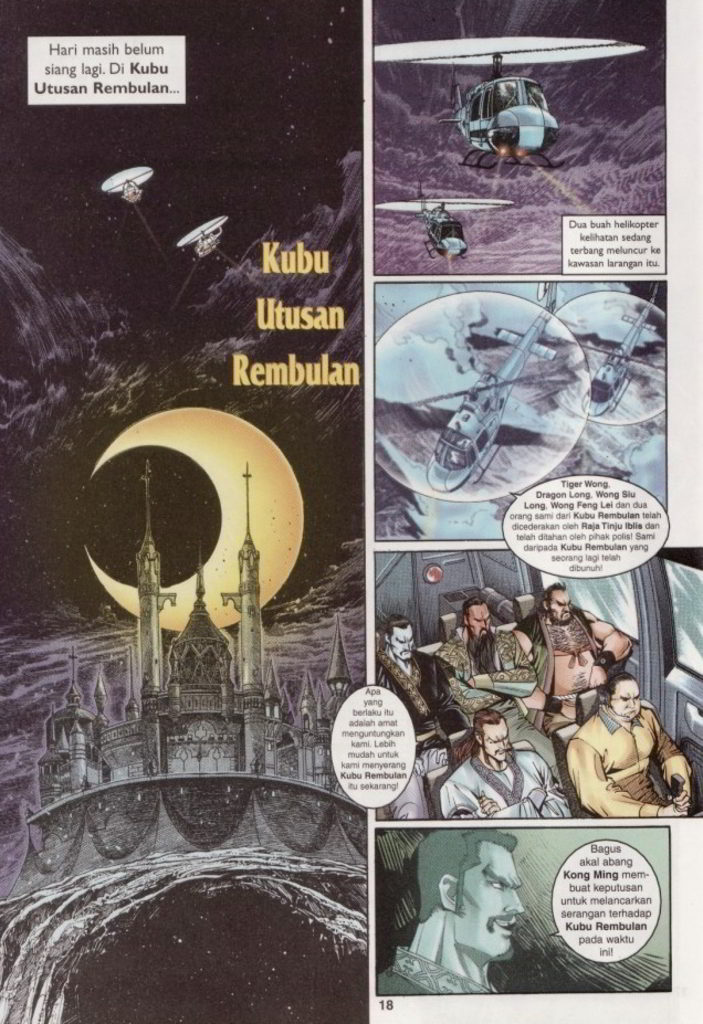 Hari masih belum
siang lagi. Di Kubu
Utusan Rembulan...
Kubu
Utusan
Rembulan
Dua buah helikopter
kelihatan sedang
terbang meluncur ke
kawasan larangan itu.
Tiger Wong,
Dragon Long, Wong Siu
Long, Wong Feng Lei dan dua
orang sami dari Kubu Rembulan telah
dicederakan oleh Raja Tinju Iblis dan
telah ditahan oleh pihak polis! Sami
daripada Kubu Rembulan yang
seorang lagi telah
dibunuh!
Apa
yang
berlaku itu
adalah amat
menguntungkan
kami. Lebih
mudah untuk
kami menyerang
Kubu Rembulan
itu sekarang!
Bagus
akal abang
Kong Ming mem-
buat keputusan
untuk melancarkan
serangan terhadap
Kubu Rembulan
pada waktu
ini!
18